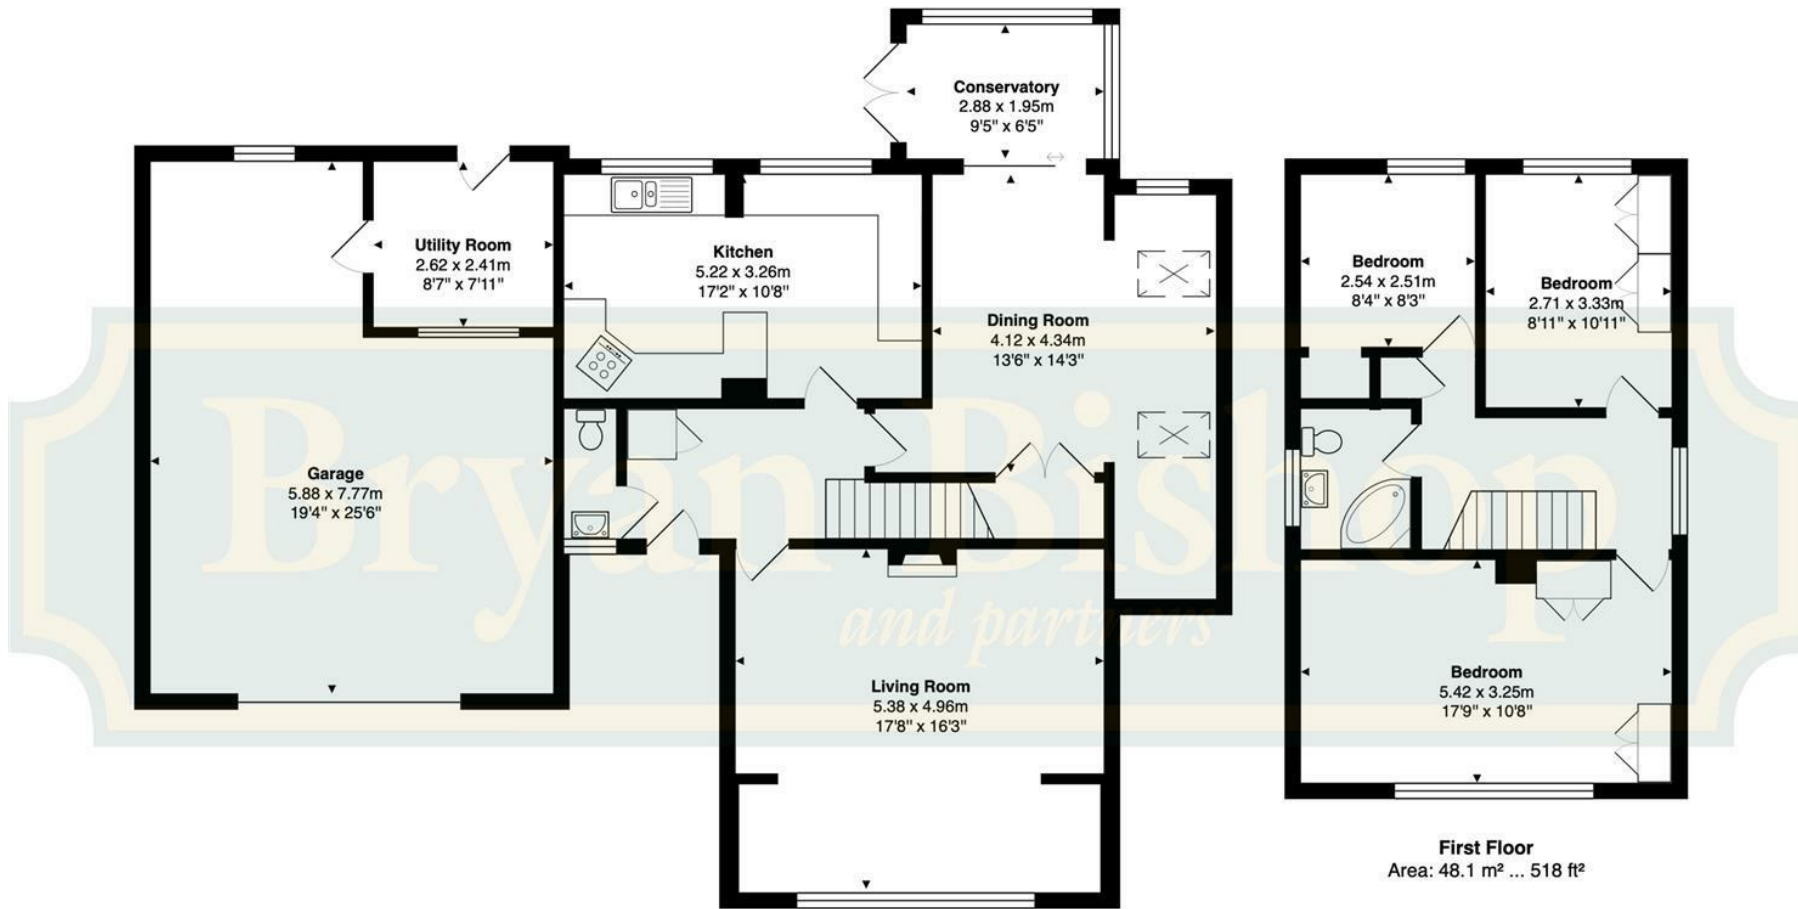 Conservatory
2.88 x 1.95m
9'5" x 6'5"
Utility Room
2.62 x 2.41m
8'7" x 7'11"
Kitchen
5.22 x 3.26m
17'2" x 10'8"
Dining Room
4.12 x 4.34m
13'6" x 14'3"
Bedroom
2.54 x 2.51m
8'4" x 8'3"
Bedroom
2.71 x 3.33m
8'11" x 10'11"
Garage
5.88 x 7.77m
19'4" x 25'6"
Bryan Bishop
and partners
Living Room
5.38 x 4.96m
17'8" x 16'3"
Bedroom
5.42 x 3.25m
17'9" x 10'8"
First Floor
Area: 48.1 m² ... 518 ft²